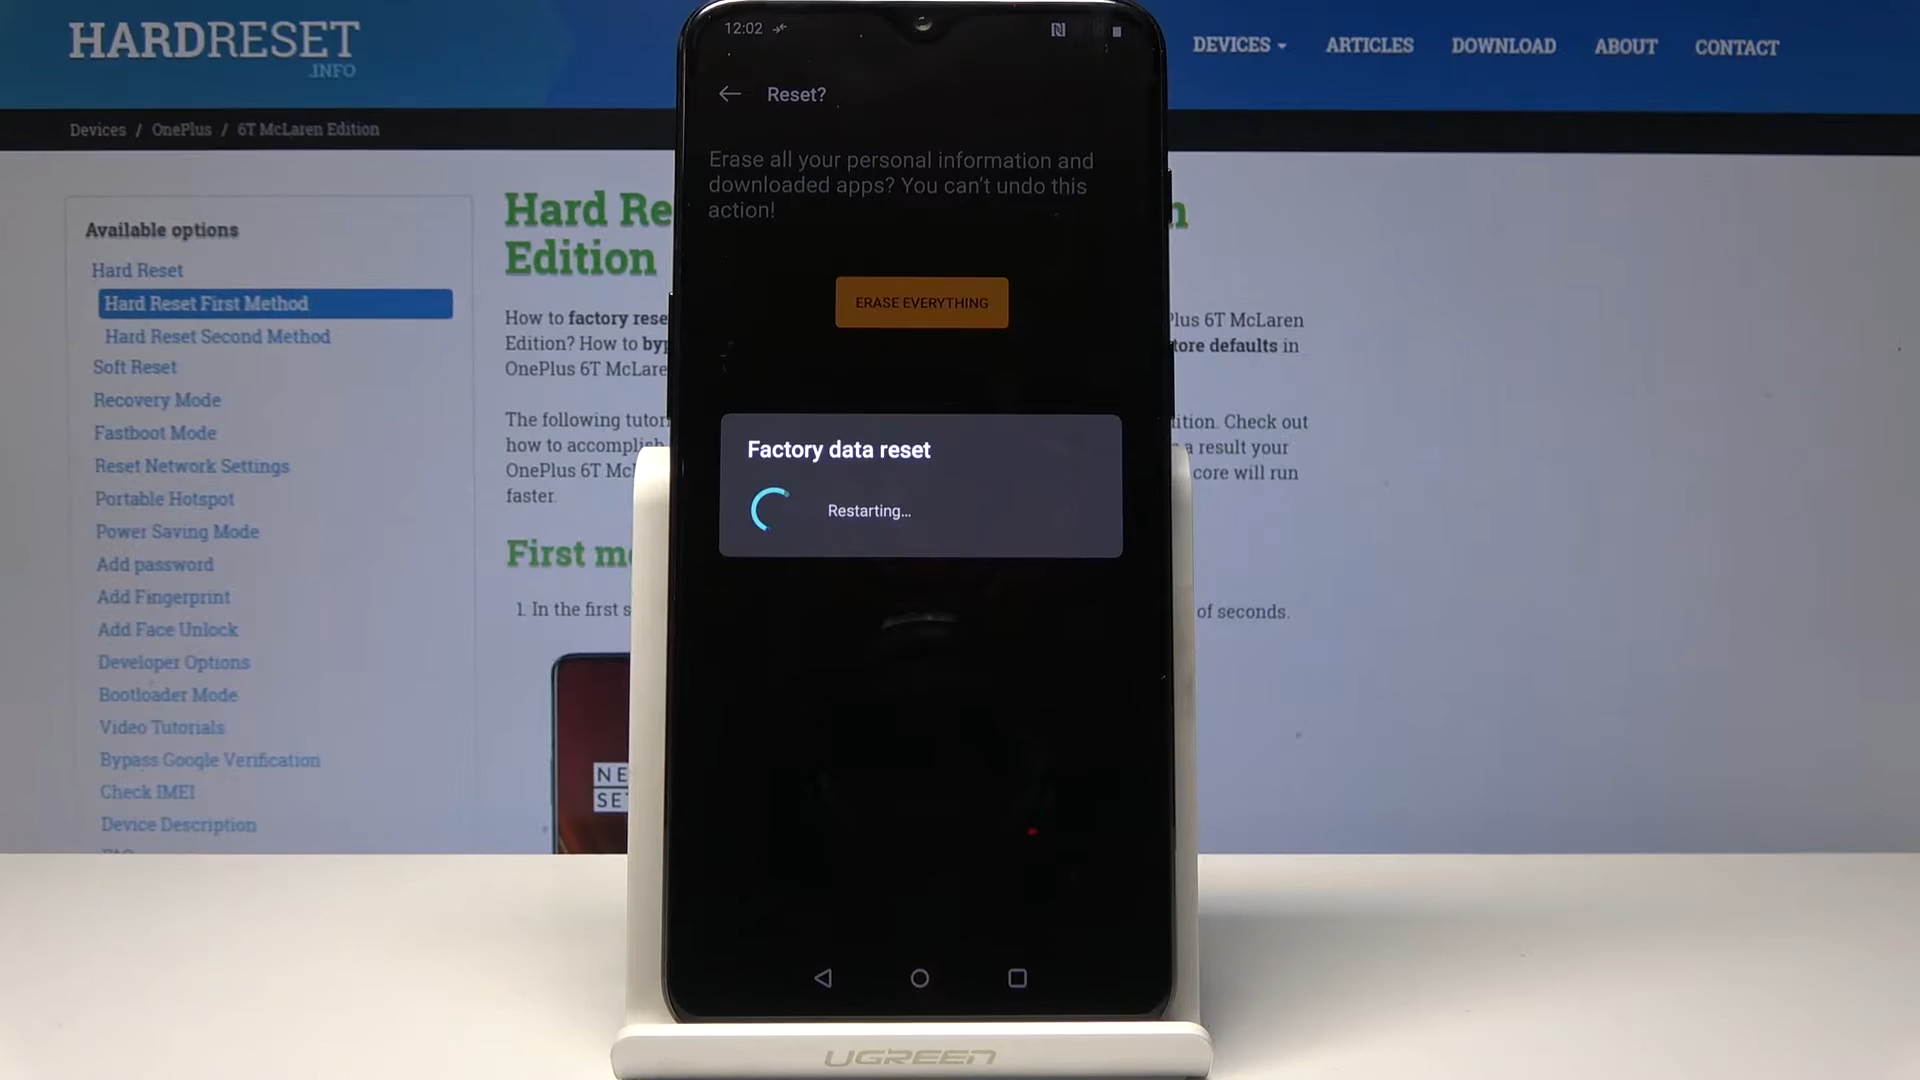 HARDRESET
.INFO
DEVICES
ARTICLES
DOWNLOAD
ABOUT
CONTACT
Devices / OnePlus / 6T McLaren Edition
Available options
Hard Reset
Hard Reset First Method
Hard Reset Second Method
Soft Reset
Recovery Mode
Fastboot Mode
Reset Network Settings
Portable Hotspot
Power Saving Mode
Add password
Add Fingerprint
Add Face Unlock
Developer Options
Bootloader Mode
Video Tutorials
Bypass Google Verification
Check IMEI
Device Description
Hard Re
Edition
How to factory rese
Edition? How to byp
OnePlus 6T McLare
The following tutor
how to accomplish
OnePlus 6T McL
faster.
First m
1. In the first s
NE
SE
12:02
Reset?
Erase all your personal information and
downloaded apps? You can't undo this
action!
ERASE EVERYTHING
Factory data reset
Restarting...
n
Plus 6T McLaren
tore defaults in
ition. Check out
a result your
core will run
of seconds.
UGREEN